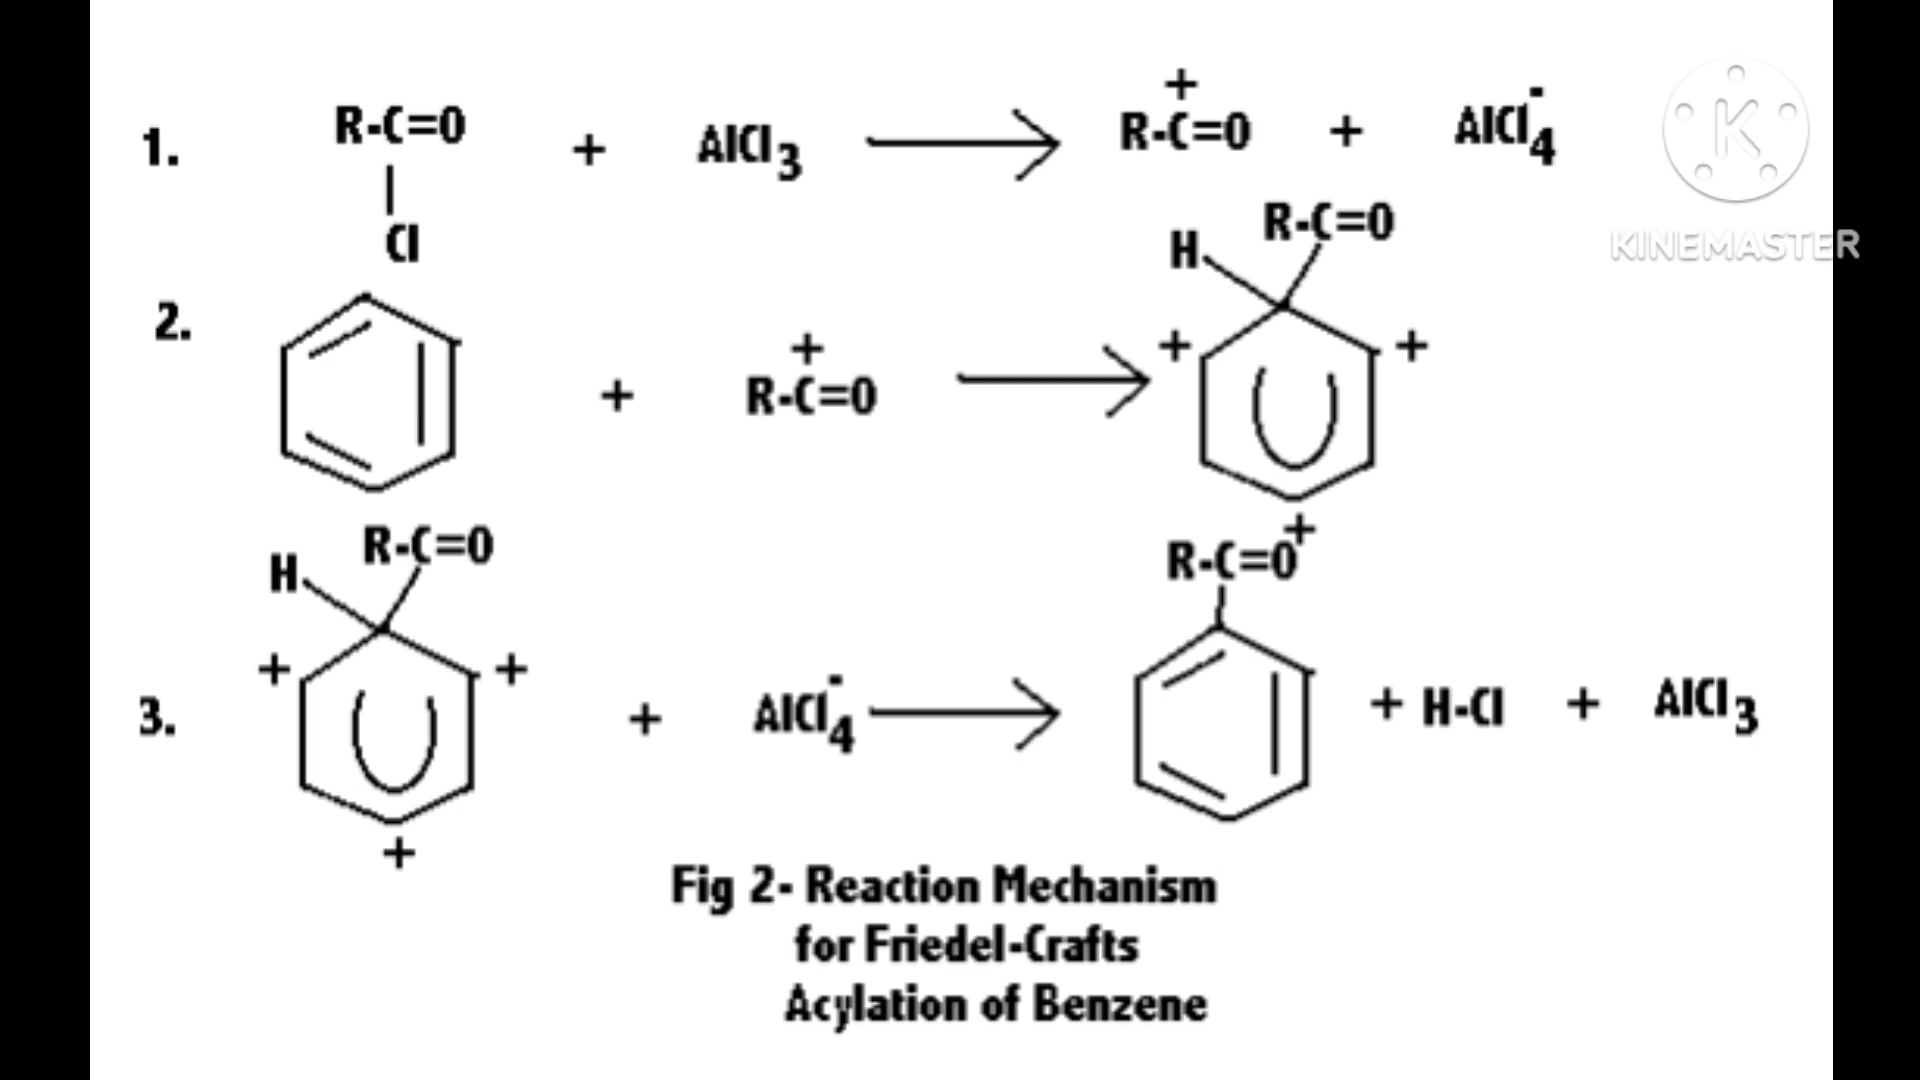 1. R-C=O + AlCl3 → R-C=O + AlCl4
+
-
|
Cl
K
KINEMASTER
2. + R-C=O → H R-C=O
+
+ +
+
3. H R-C=O + AlCl4 → R-C=O + H-Cl + AlCl3
+ +
-
+
Fig 2- Reaction Mechanism
for Friedel-Crafts
Acylation of Benzene